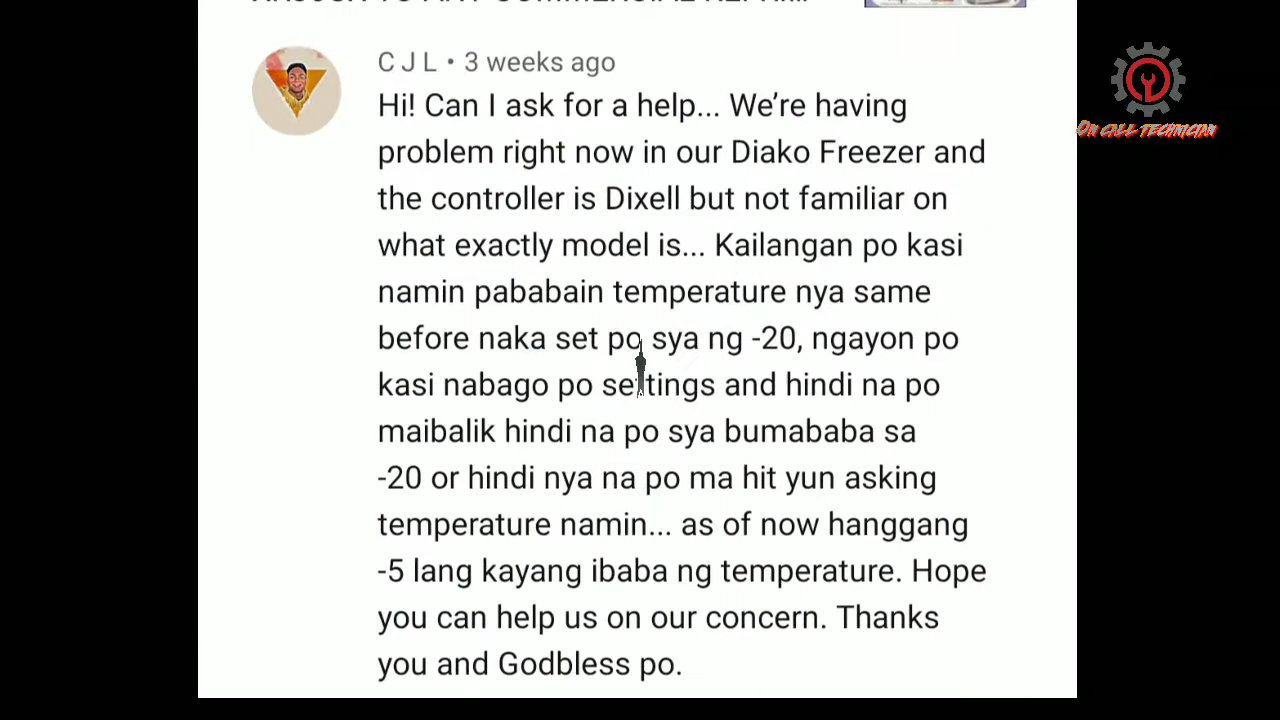 C J L • 3 weeks ago
Hi! Can I ask for a help... We're having
problem right now in our Diako Freezer and
the controller is Dixell but not familiar on
what exactly model is... Kailangan po kasi
namin pababain temperature nya same
before naka set po sya ng -20, ngayon po
kasi nabago po settings and hindi na po
maibalik hindi na po sya bumababa sa
-20 or hindi nya na po ma hit yun asking
temperature namin... as of now hanggang
-5 lang kayang ibaba ng temperature. Hope
you can help us on our concern. Thanks
you and Godbless po.
ON CALL TECHNICIAN